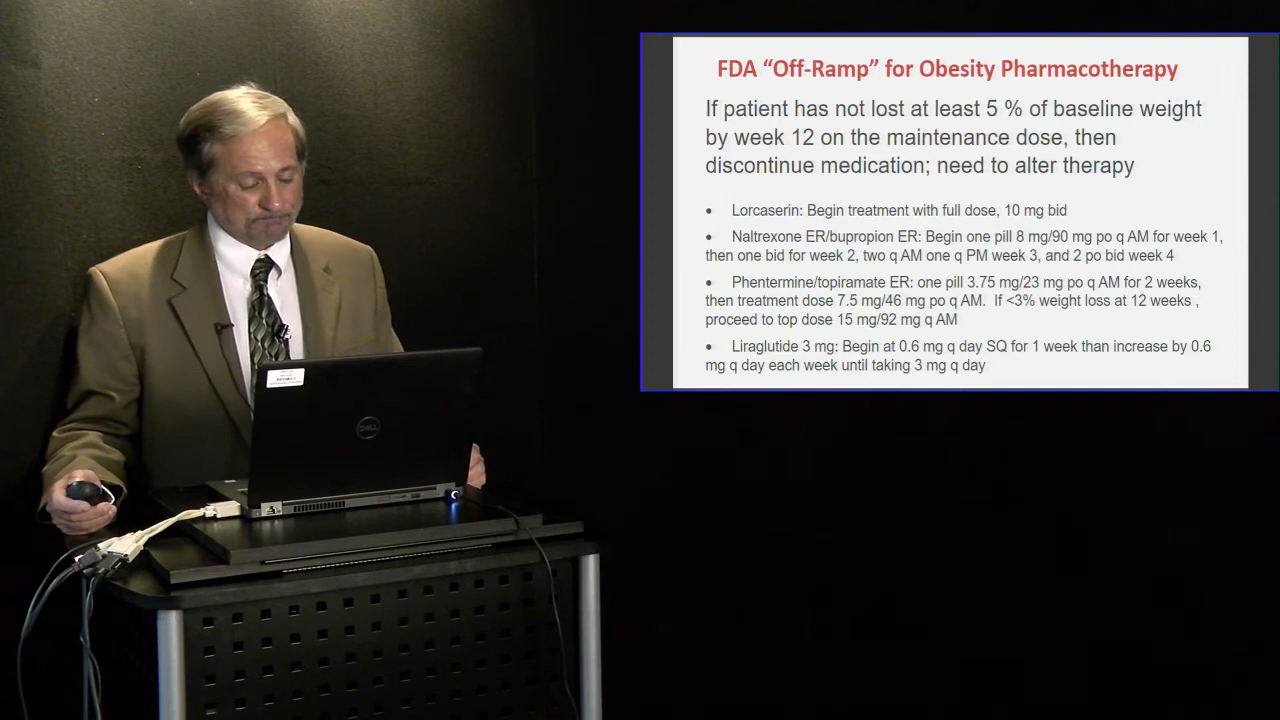 FDA “Off-Ramp” for Obesity Pharmacotherapy
If patient has not lost at least 5 % of baseline weight
by week 12 on the maintenance dose, then
discontinue medication; need to alter therapy
• Lorcaserin: Begin treatment with full dose, 10 mg bid
• Naltrexone ER/bupropion ER: Begin one pill 8 mg/90 mg po q AM for week 1,
then one bid for week 2, two q AM one q PM week 3, and 2 po bid week 4
• Phentermine/topiramate ER: one pill 3.75 mg/23 mg po q AM for 2 weeks,
then treatment dose 7.5 mg/46 mg po q AM.  If <3% weight loss at 12 weeks ,
proceed to top dose 15 mg/92 mg q AM
• Liraglutide 3 mg: Begin at 0.6 mg q day SQ for 1 week than increase by 0.6
mg q day each week until taking 3 mg q day
DELL